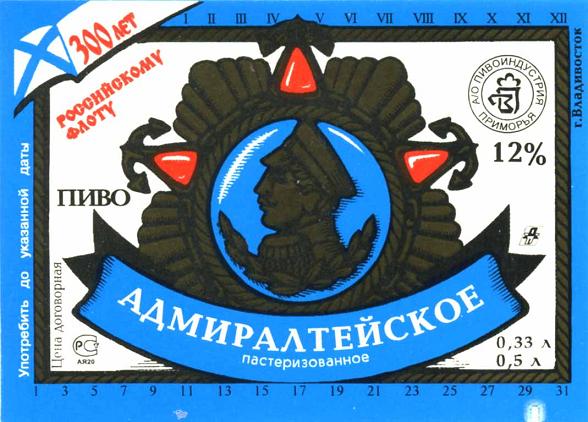 I II III IV V VI VII VIII IX X XI XII
300 ЛЕТ
РОССИЙСКОМУ
ФЛОТУ
А/О ПИВОИНДУСТРИЯ
ПРИМОРЬЯ
г.Владивосток
12%
ПИВО
Употребить до указанной даты
Цена договорная
АДМИРАЛТЕЙСКОЕ
пастеризованное
РС
АЯ20
0,33 л
0,5 л
1 3 5 7 9 11 13 15 17 19 21 23 25 27 29 31